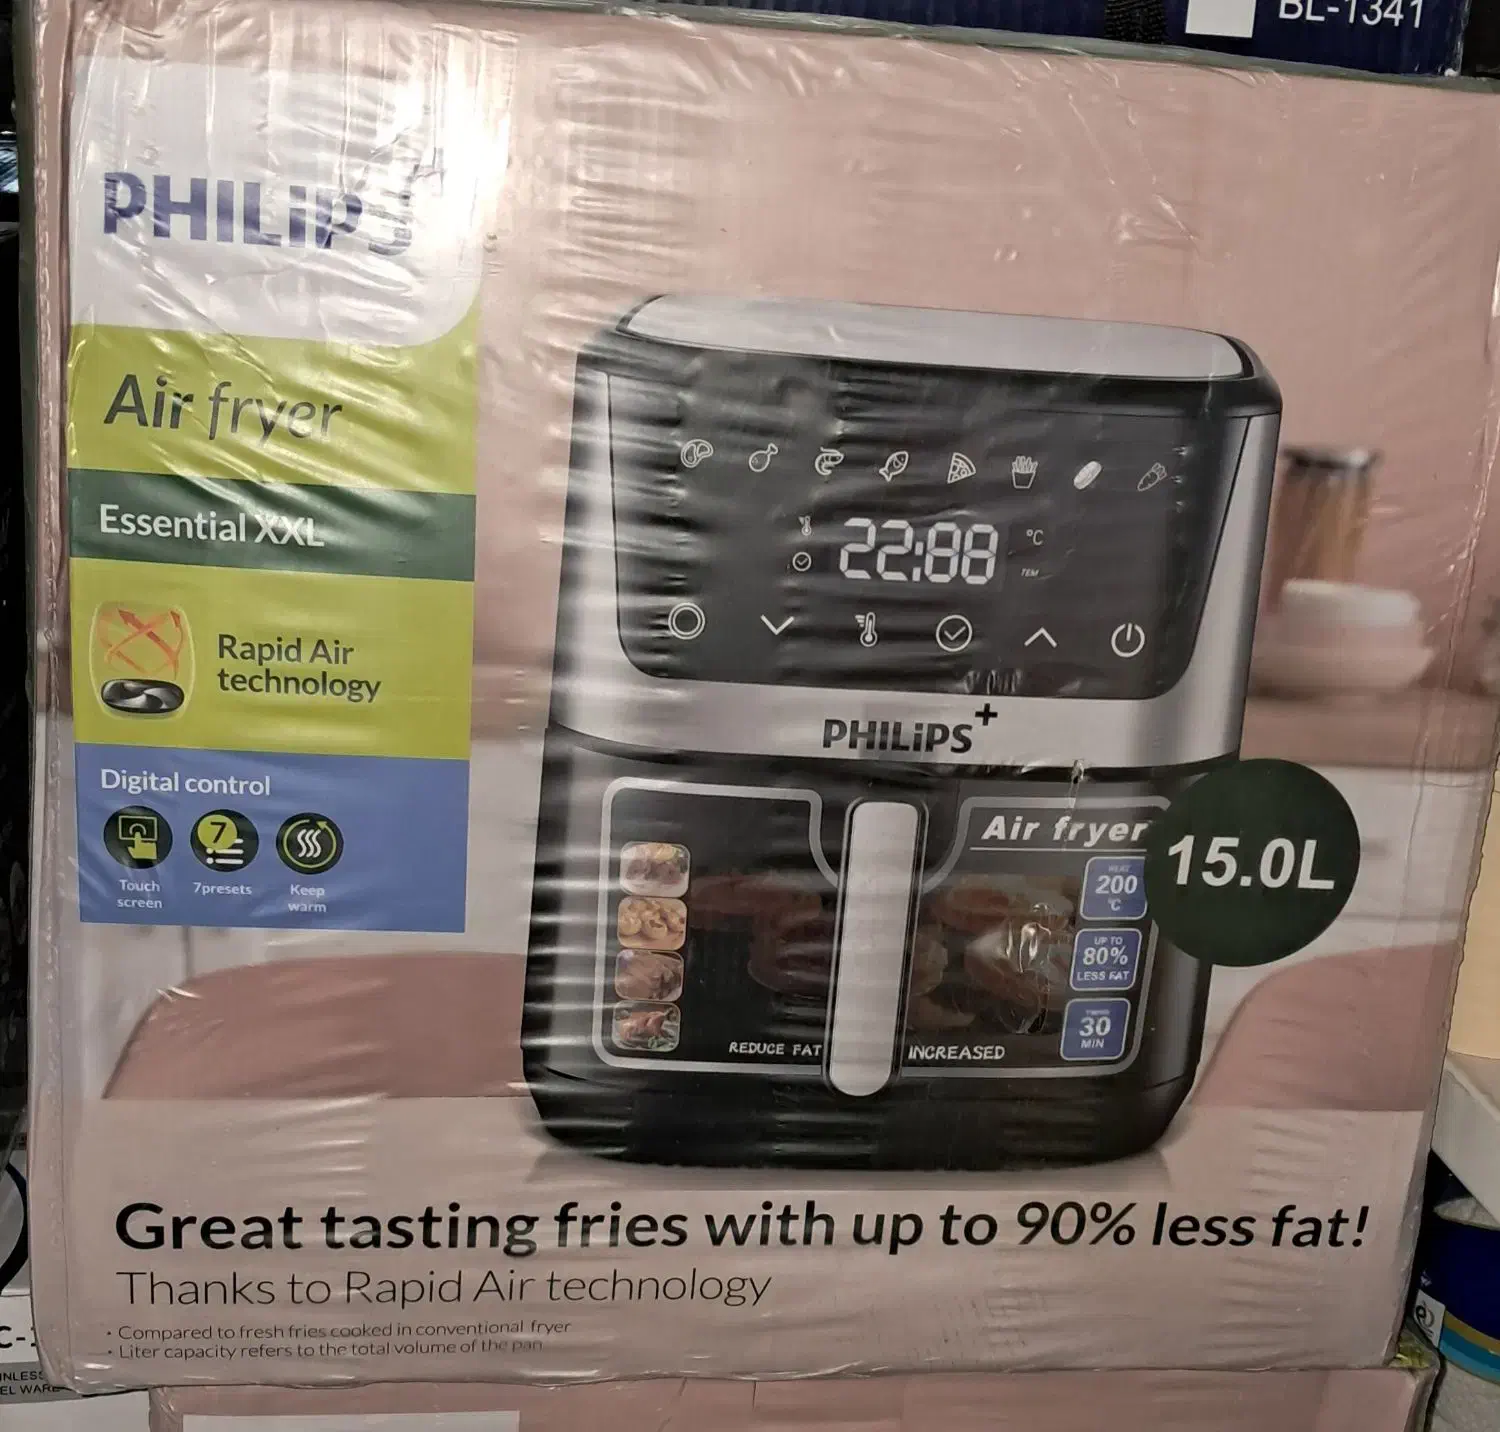 BL-1341
PHILiPS+
Air fryer
Essential XXL
Rapid Air
technology
Digital control
Touch
screen
7
7presets
Keep
warm
22:88
°C
TEM
PHILiPS+
Air fryer
15.0L
200
°C
UP TO
80%
LESS FAT
30
MIN
REDUCE FAT
INCREASED
Great tasting fries with up to 90% less fat!
Thanks to Rapid Air technology
· Compared to fresh fries cooked in conventional fryer
· Liter capacity refers to the total volume of the pan